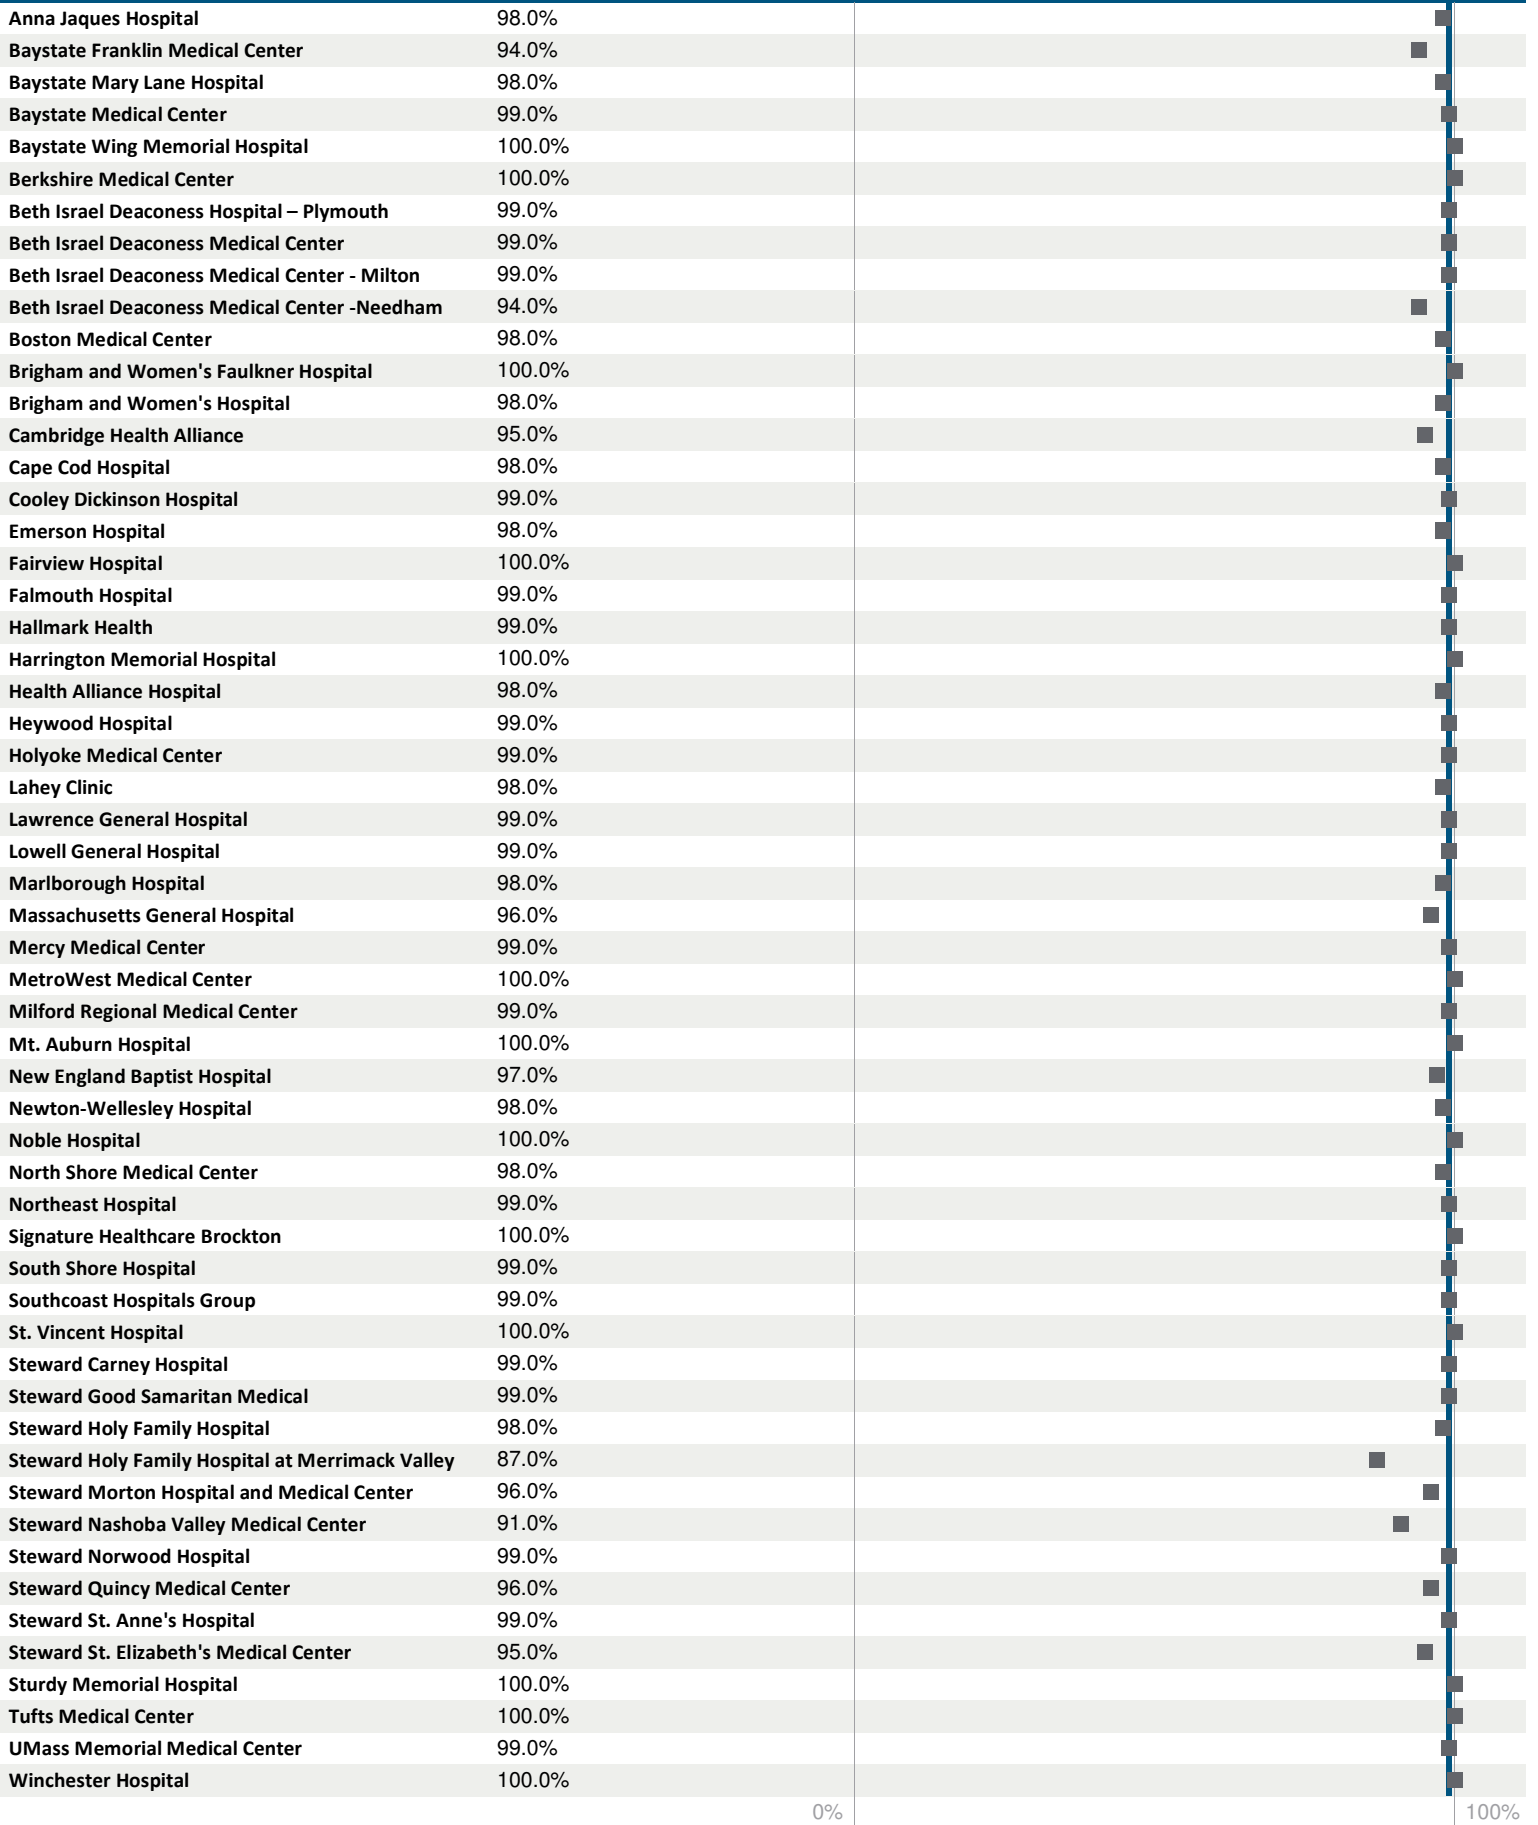 Anna Jaques Hospital 98.0%
Baystate Franklin Medical Center 94.0%
Baystate Mary Lane Hospital 98.0%
Baystate Medical Center 99.0%
Baystate Wing Memorial Hospital 100.0%
Berkshire Medical Center 100.0%
Beth Israel Deaconess Hospital – Plymouth 99.0%
Beth Israel Deaconess Medical Center 99.0%
Beth Israel Deaconess Medical Center - Milton 99.0%
Beth Israel Deaconess Medical Center -Needham 94.0%
Boston Medical Center 98.0%
Brigham and Women's Faulkner Hospital 100.0%
Brigham and Women's Hospital 98.0%
Cambridge Health Alliance 95.0%
Cape Cod Hospital 98.0%
Cooley Dickinson Hospital 99.0%
Emerson Hospital 98.0%
Fairview Hospital 100.0%
Falmouth Hospital 99.0%
Hallmark Health 99.0%
Harrington Memorial Hospital 100.0%
Health Alliance Hospital 98.0%
Heywood Hospital 99.0%
Holyoke Medical Center 99.0%
Lahey Clinic 98.0%
Lawrence General Hospital 99.0%
Lowell General Hospital 99.0%
Marlborough Hospital 98.0%
Massachusetts General Hospital 96.0%
Mercy Medical Center 99.0%
MetroWest Medical Center 100.0%
Milford Regional Medical Center 99.0%
Mt. Auburn Hospital 100.0%
New England Baptist Hospital 97.0%
Newton-Wellesley Hospital 98.0%
Noble Hospital 100.0%
North Shore Medical Center 98.0%
Northeast Hospital 99.0%
Signature Healthcare Brockton 100.0%
South Shore Hospital 99.0%
Southcoast Hospitals Group 99.0%
St. Vincent Hospital 100.0%
Steward Carney Hospital 99.0%
Steward Good Samaritan Medical 99.0%
Steward Holy Family Hospital 98.0%
Steward Holy Family Hospital at Merrimack Valley 87.0%
Steward Morton Hospital and Medical Center 96.0%
Steward Nashoba Valley Medical Center 91.0%
Steward Norwood Hospital 99.0%
Steward Quincy Medical Center 96.0%
Steward St. Anne's Hospital 99.0%
Steward St. Elizabeth's Medical Center 95.0%
Sturdy Memorial Hospital 100.0%
Tufts Medical Center 100.0%
UMass Memorial Medical Center 99.0%
Winchester Hospital 100.0%
0% 100%